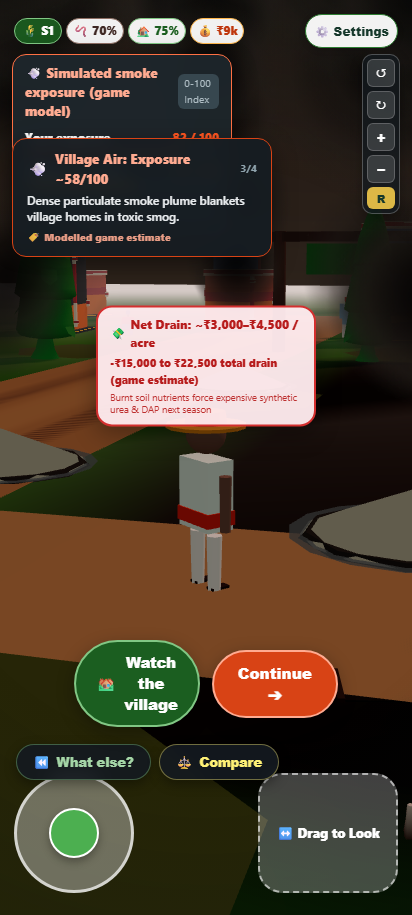 S1
70%
75%
₹9k
Settings
Simulated smoke
exposure (game
model)
0-100
Index
Your exposure
82 / 100
Village Air: Exposure
~58/100
3/4
Dense particulate smoke plume blankets
village homes in toxic smog.
Modelled game estimate
R
Net Drain: ~₹3,000–₹4,500 /
acre
-₹15,000 to ₹22,500 total drain
(game estimate)
Burnt soil nutrients force expensive synthetic
urea & DAP next season
Watch
the
village
Continue
→
What else?
Compare
Drag to Look